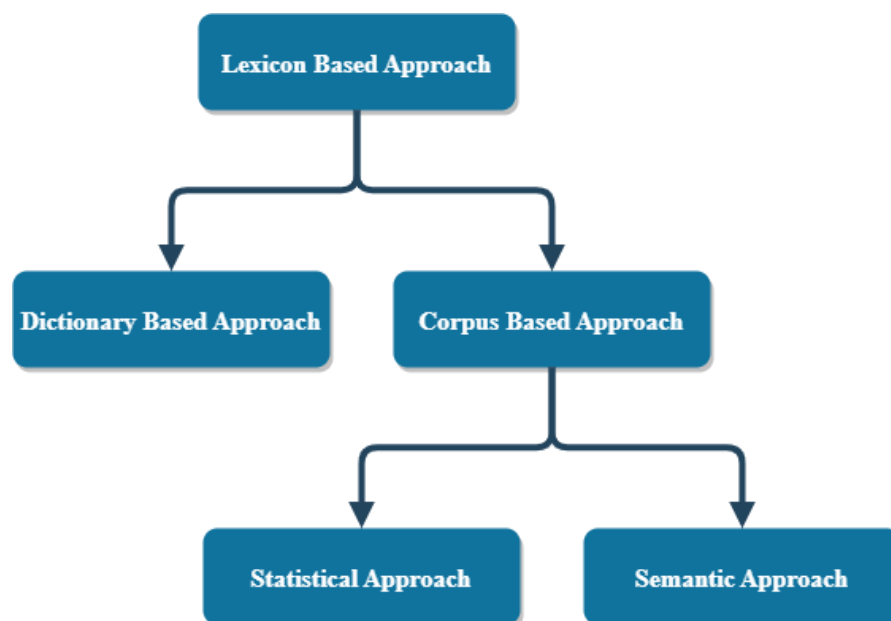 Lexicon Based Approach
Dictionary Based Approach
Corpus Based Approach
Statistical Approach
Semantic Approach